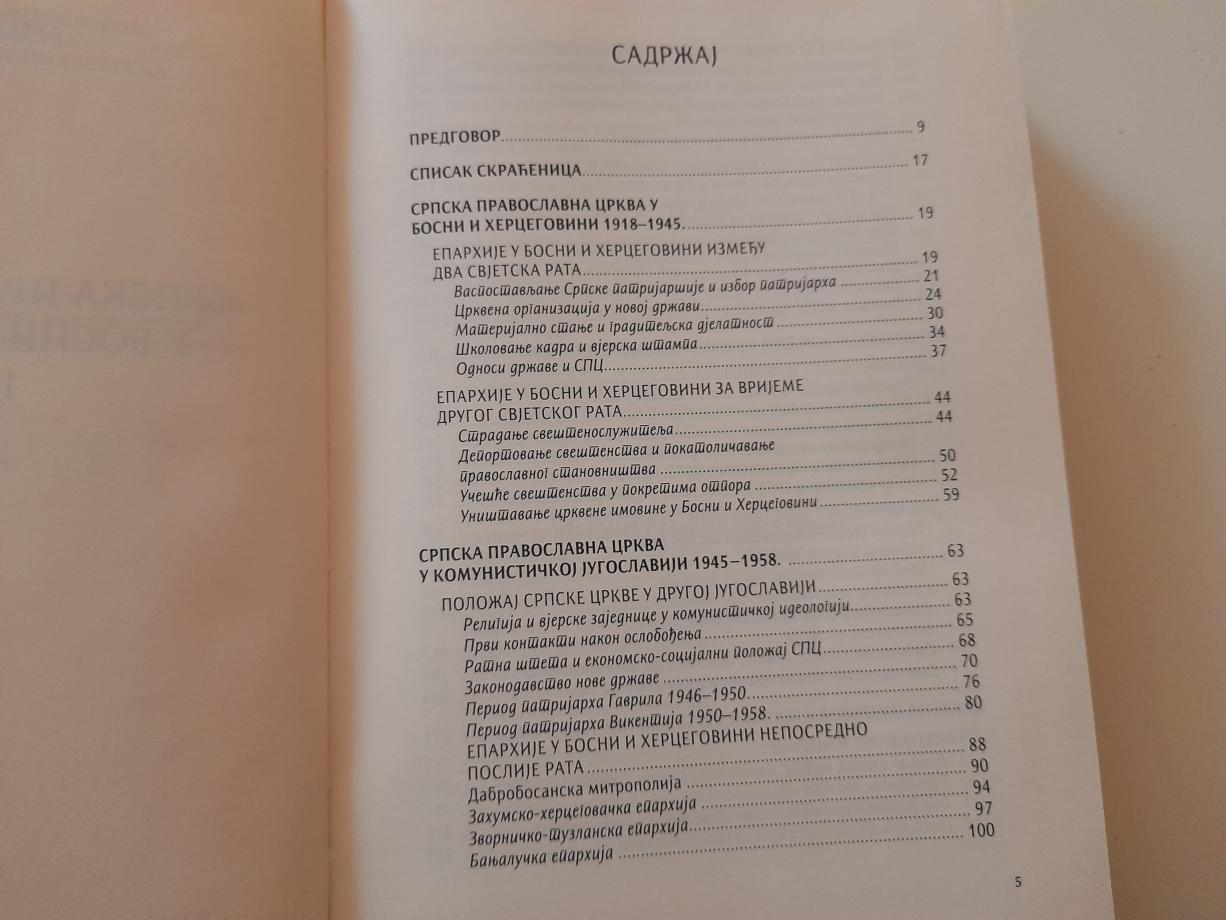 САДРЖАЈ
ПРЕДГОВОР 9
СПИСАК СКРАЋЕНИЦА 17
СРПСКА ПРАВОСЛАВНА ЦРКВА У
БОСНИ И ХЕРЦЕГОВИНИ 1918–1945. 19
ЕПАРХИЈЕ У БОСНИ И ХЕРЦЕГОВИНИ ИЗМЕЂУ
ДВА СВЈЕТСКА РАТА 19
Васпостављање Српске патријаршије и избор патријарха 21
Црквена организација у новој држави 24
Материјално стање и градитељска дјелатност 30
Школовање кадра и вјерска штампа 34
Односи државе и СПЦ 37
ЕПАРХИЈЕ У БОСНИ И ХЕРЦЕГОВИНИ ЗА ВРИЈЕМЕ
ДРУГОГ СВЈЕТСКОГ РАТА 44
Страдање свештенослужитеља 44
Депортовање свештенства и покатоличавање
православног становништва 50
Учешће свештенства у покретима отпора 52
Уништавање црквене имовине у Босни и Херцеговини 59
СРПСКА ПРАВОСЛАВНА ЦРКВА
У КОМУНИСТИЧКОЈ ЈУГОСЛАВИЈИ 1945–1958. 63
ПОЛОЖАЈ СРПСКЕ ЦРКВЕ У ДРУГОЈ ЈУГОСЛАВИЈИ 63
Религија и вјерске заједнице у комунистичкој идеологији 63
Први контакти након ослобођења 65
Ратна штета и економско-социјални положај СПЦ 68
Законодавство нове државе 70
Период патријарха Гаврила 1946–1950 76
Период патријарха Викентија 1950–1958. 80
ЕПАРХИЈЕ У БОСНИ И ХЕРЦЕГОВИНИ НЕПОСРЕДНО
ПОСЛИЈЕ РАТА 88
Дабробосанска митрополија 90
Захумско-херцеговачка епархија 94
Зворничко-тузланска епархија 97
Бањалучка епархија 100
5